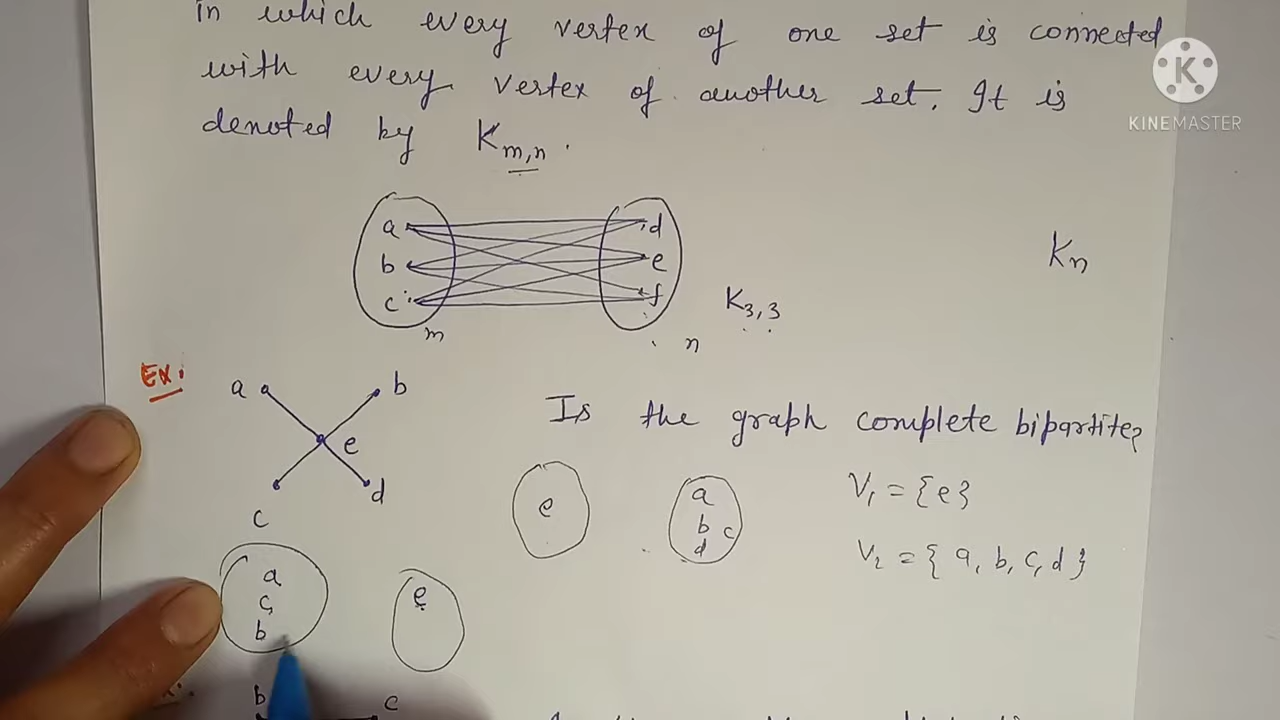 in which every vertex of one set is connected
with every vertex of another set. It is
denoted by Km,n.
K
KINEMASTER
a
b
c
m
d
e
f
n
K3,3
Kn
Ex:
a
b
e
c
d
Is the graph complete bipartite?
e
a
b c
d
V1 = {e}
V2 = {a, b, c, d}
a
c
b
e
b
c